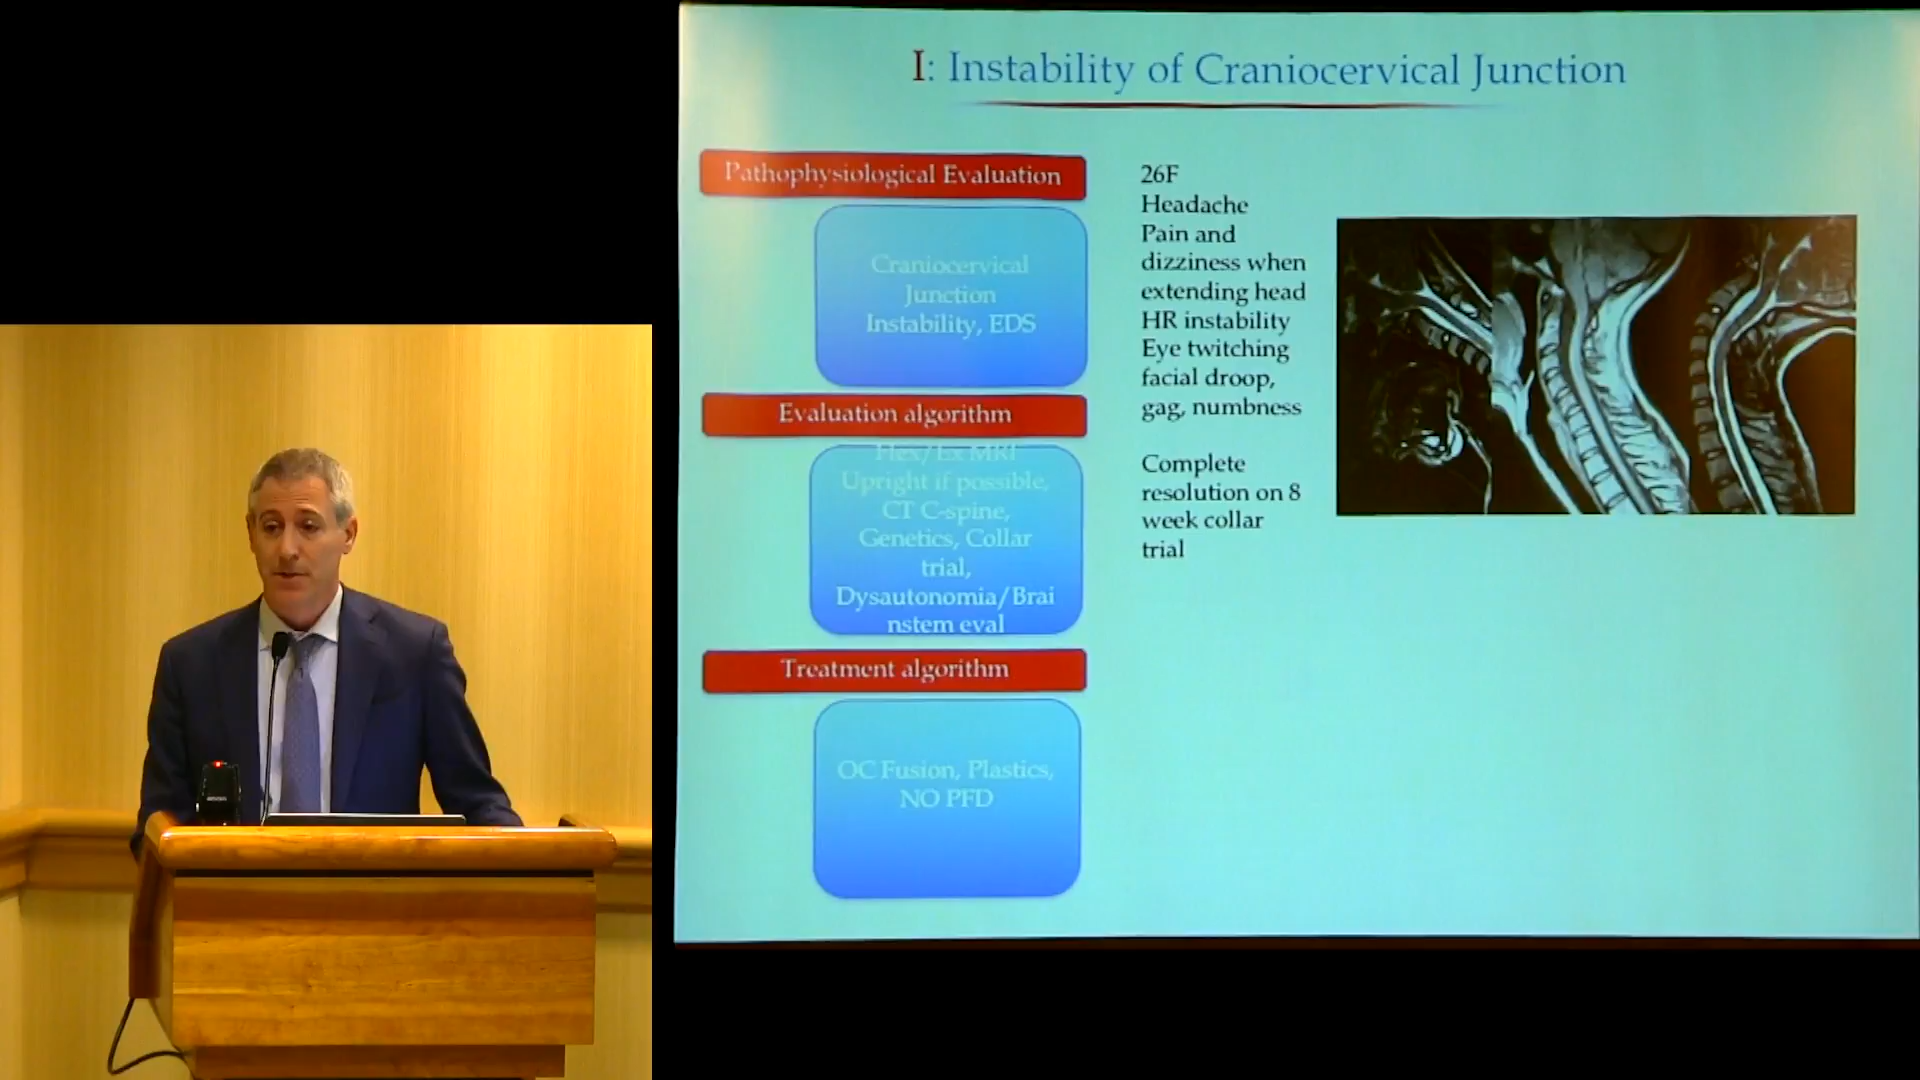 I: Instability of Craniocervical Junction
Pathophysiological Evaluation
Craniocervical
Junction
Instability, EDS
Evaluation algorithm
Flex/Ex MRI
Upright if possible,
CT C-spine,
Genetics, Collar
trial,
Dysautonomia/Brai
nstem eval
Treatment algorithm
OC Fusion, Plastics,
NO PFD
26F
Headache
Pain and
dizziness when
extending head
HR instability
Eye twitching
facial droop,
gag, numbness
Complete
resolution on 8
week collar
trial